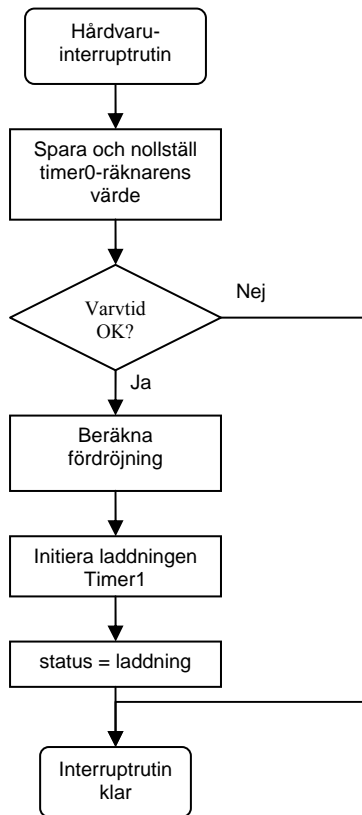 Hårdvaru-
interruptrutin
Spara och nollställ
timer0-räknarens
värde
Varvtid
OK?
Nej
Ja
Beräkna
fördröjning
Initiera laddningen
Timer1
status = laddning
Interruptrutin
klar